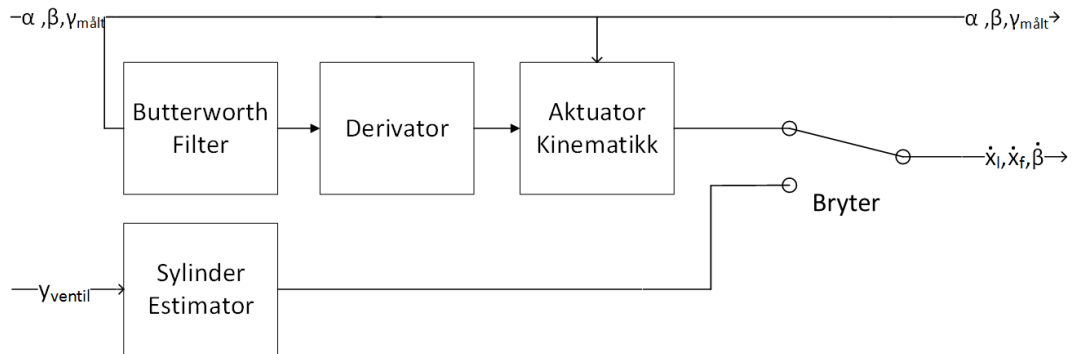 α ,β,γmålt
α ,β,γmålt
Butterworth
Filter
Derivator
Aktuator
Kinematikk
ẋl,ẋf,β̇
Bryter
yventil
Sylinder
Estimator